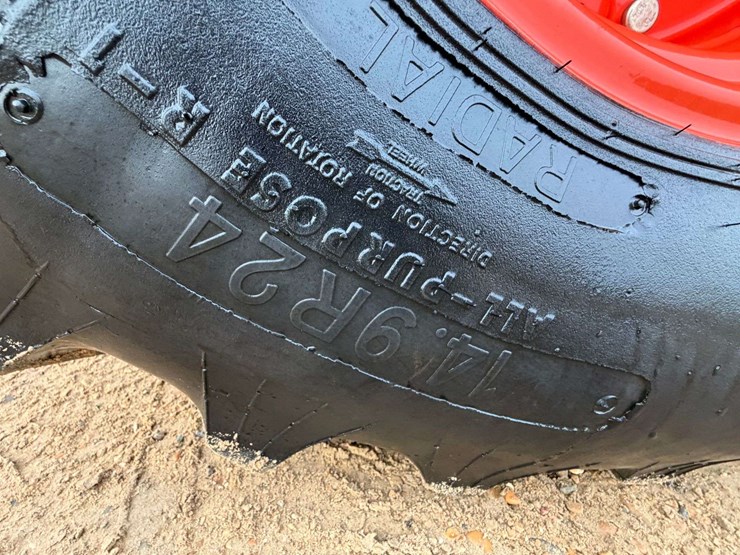 RADIAL
TRACTION
WHEEL
DIRECTION OF ROTATION
ALL-PURPOSE R-1
14.9R24